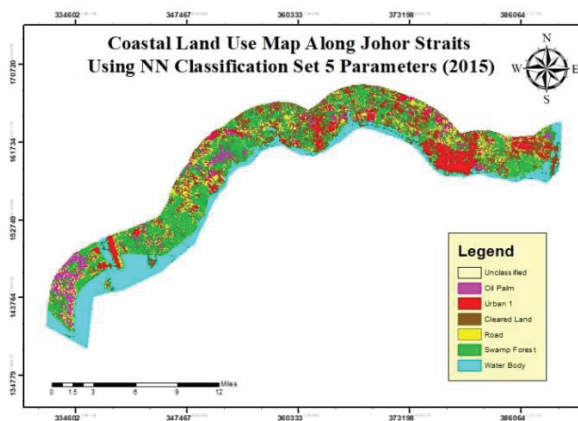 334602 347467 360333 373198 386064
Coastal Land Use Map Along Johor Straits
Using NN Classification Set 5 Parameters (2015)
N
W E
S
170720
161734
152749
143764
134779
Legend
Unclassified
Oil Palm
Urban 1
Cleared Land
Road
Swamp Forest
Water Body
Miles
0 1.5 3 6 9 12
334602 347467 360333 373198 386064